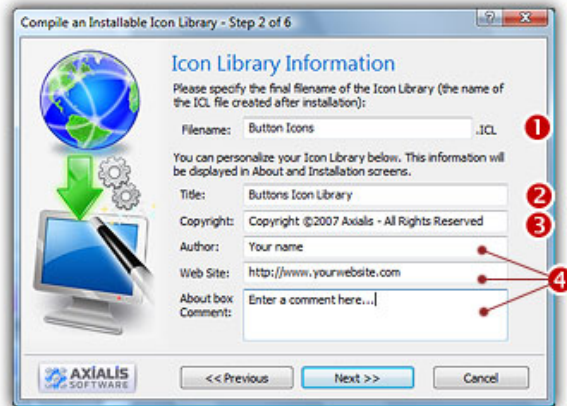 Compile an Installable Icon Library - Step 2 of 6
Icon Library Information
Please specify the final filename of the Icon Library (the name of
the ICL file created after installation):
Filename: Button Icons .ICL 1
You can personalize your Icon Library below. This information will
be displayed in About and Installation screens.
Title: Buttons Icon Library 2
Copyright: Copyright ©2007 Axialis - All Rights Reserved 3
Author: Your name
Web Site: http://www.yourwebsite.com 4
About box Enter a comment here...
Comment:
AXIALIS
SOFTWARE
<< Previous Next >> Cancel